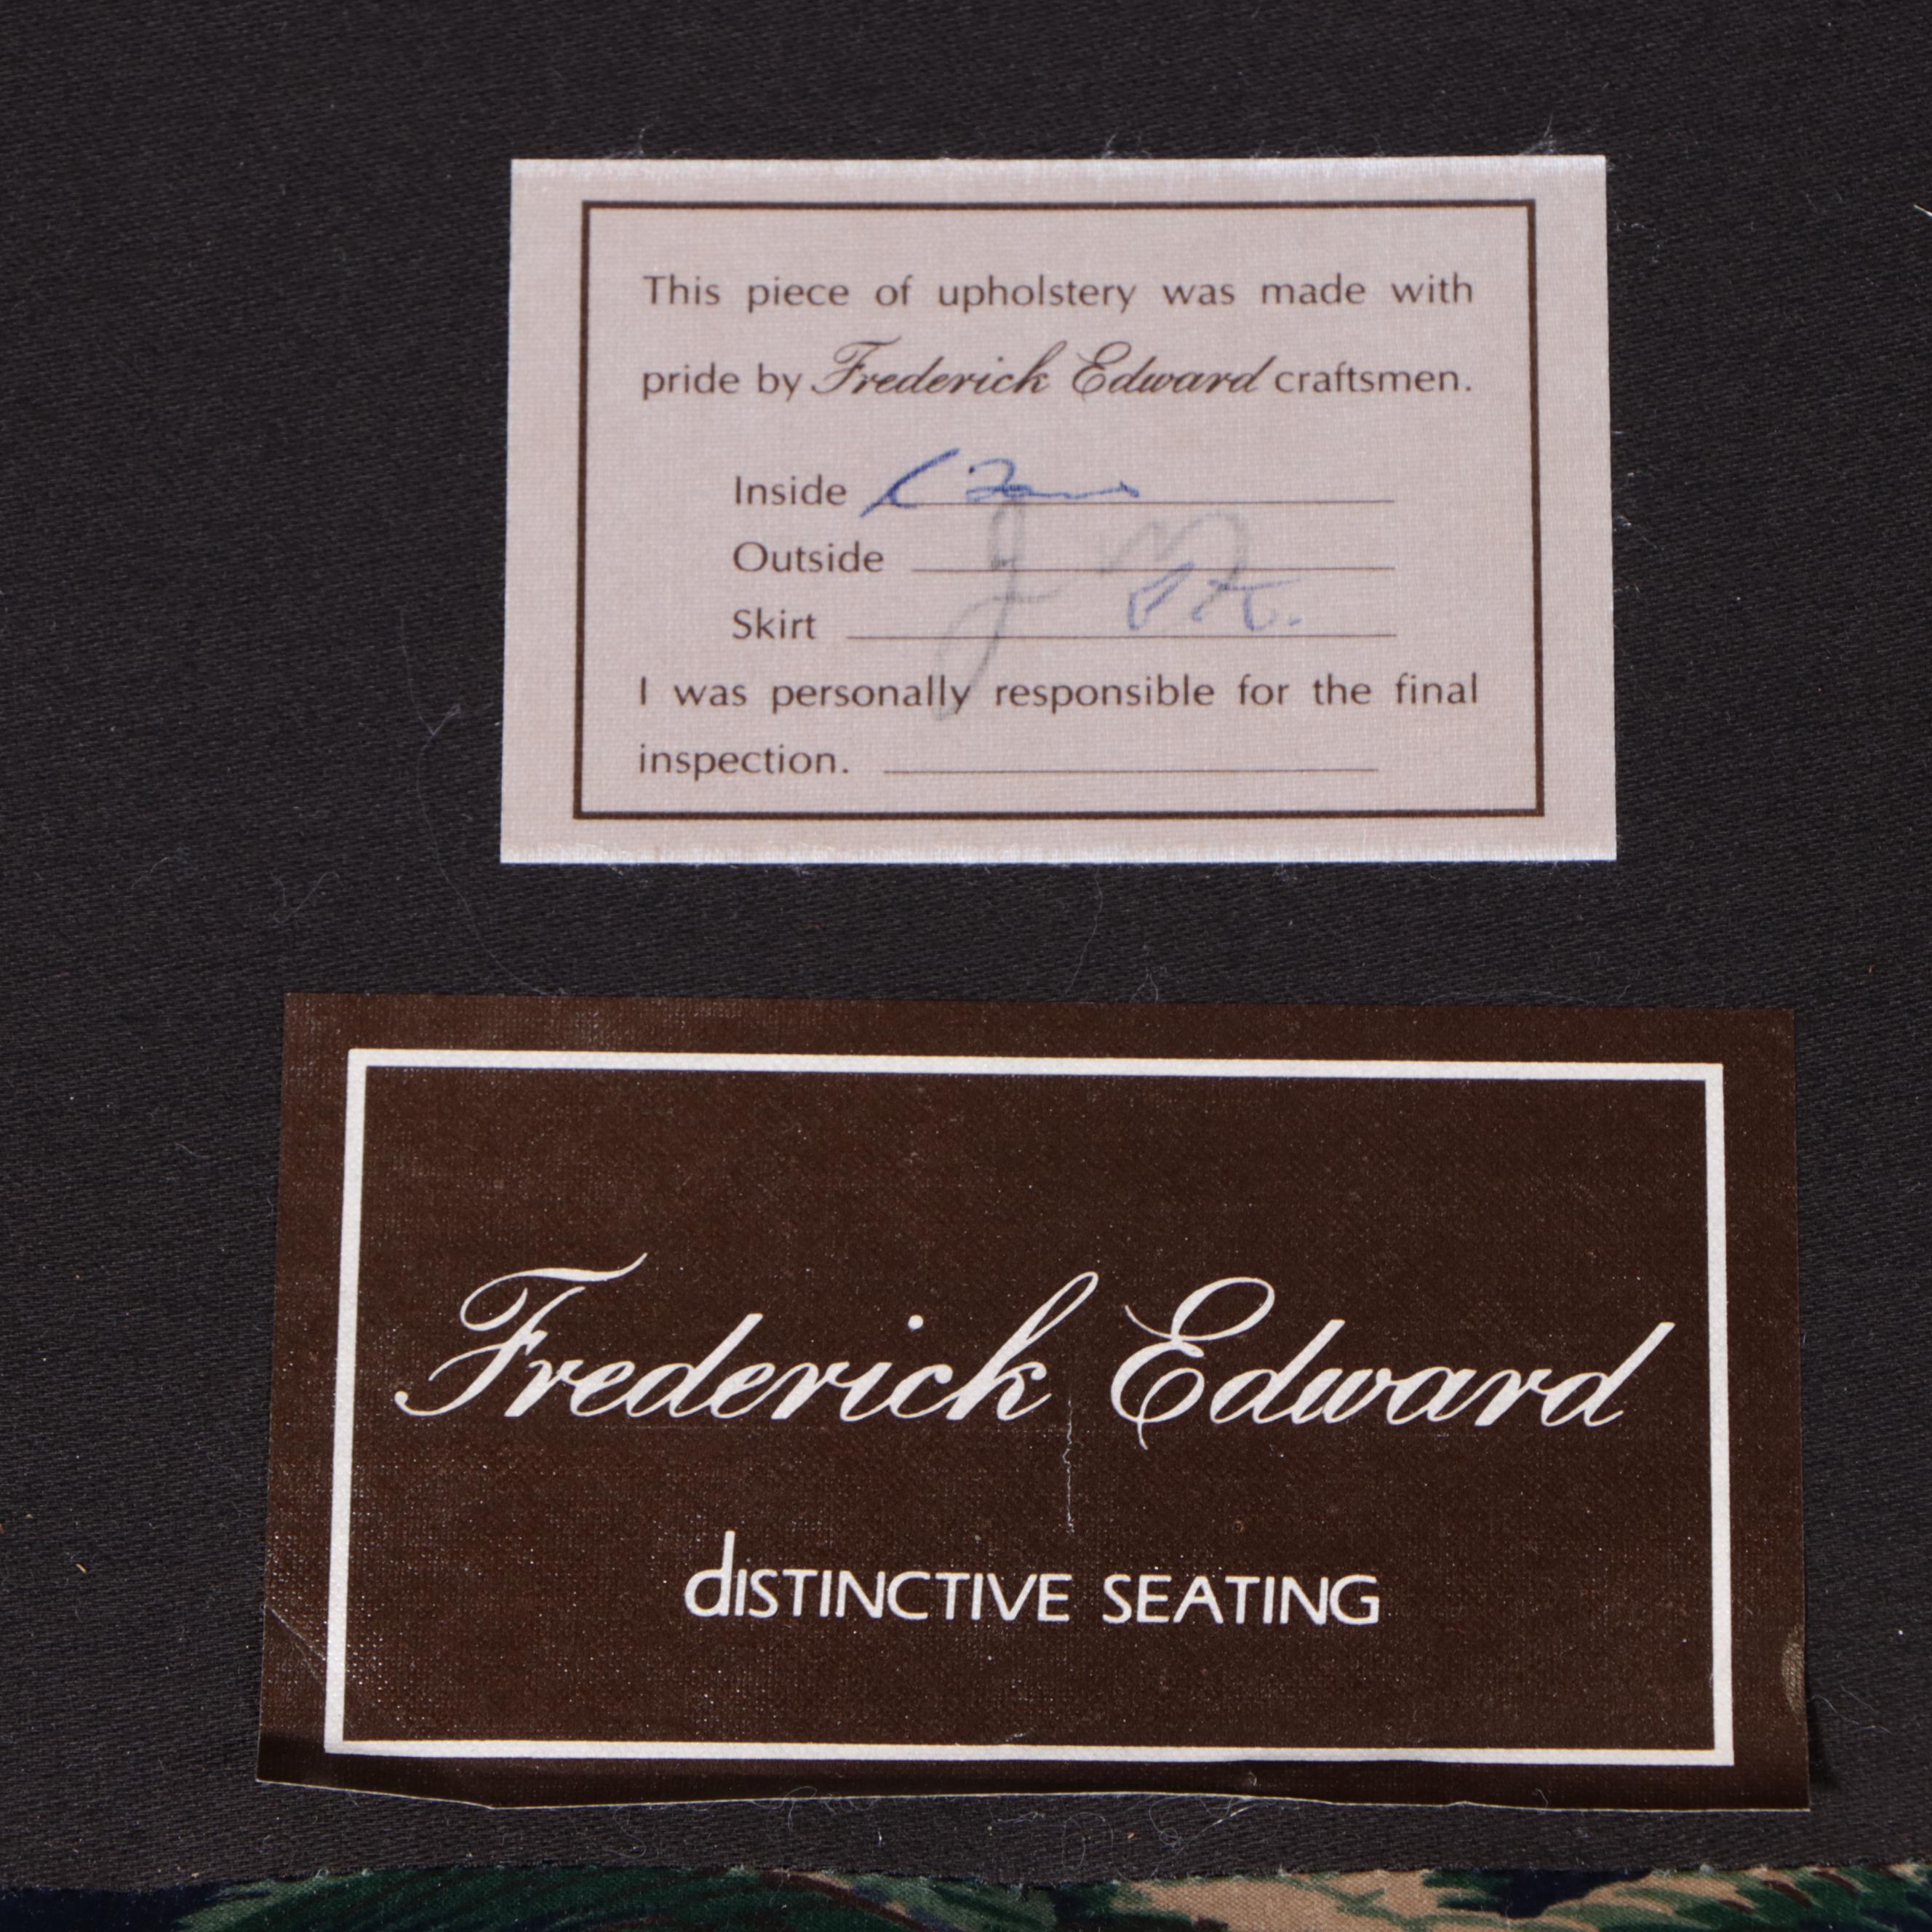 This piece of upholstery was made with
pride by Frederick Edward craftsmen.
Inside
Outside
Skirt
I was personally responsible for the final
inspection.
Frederick Edward
dISTINCTIVE SEATING